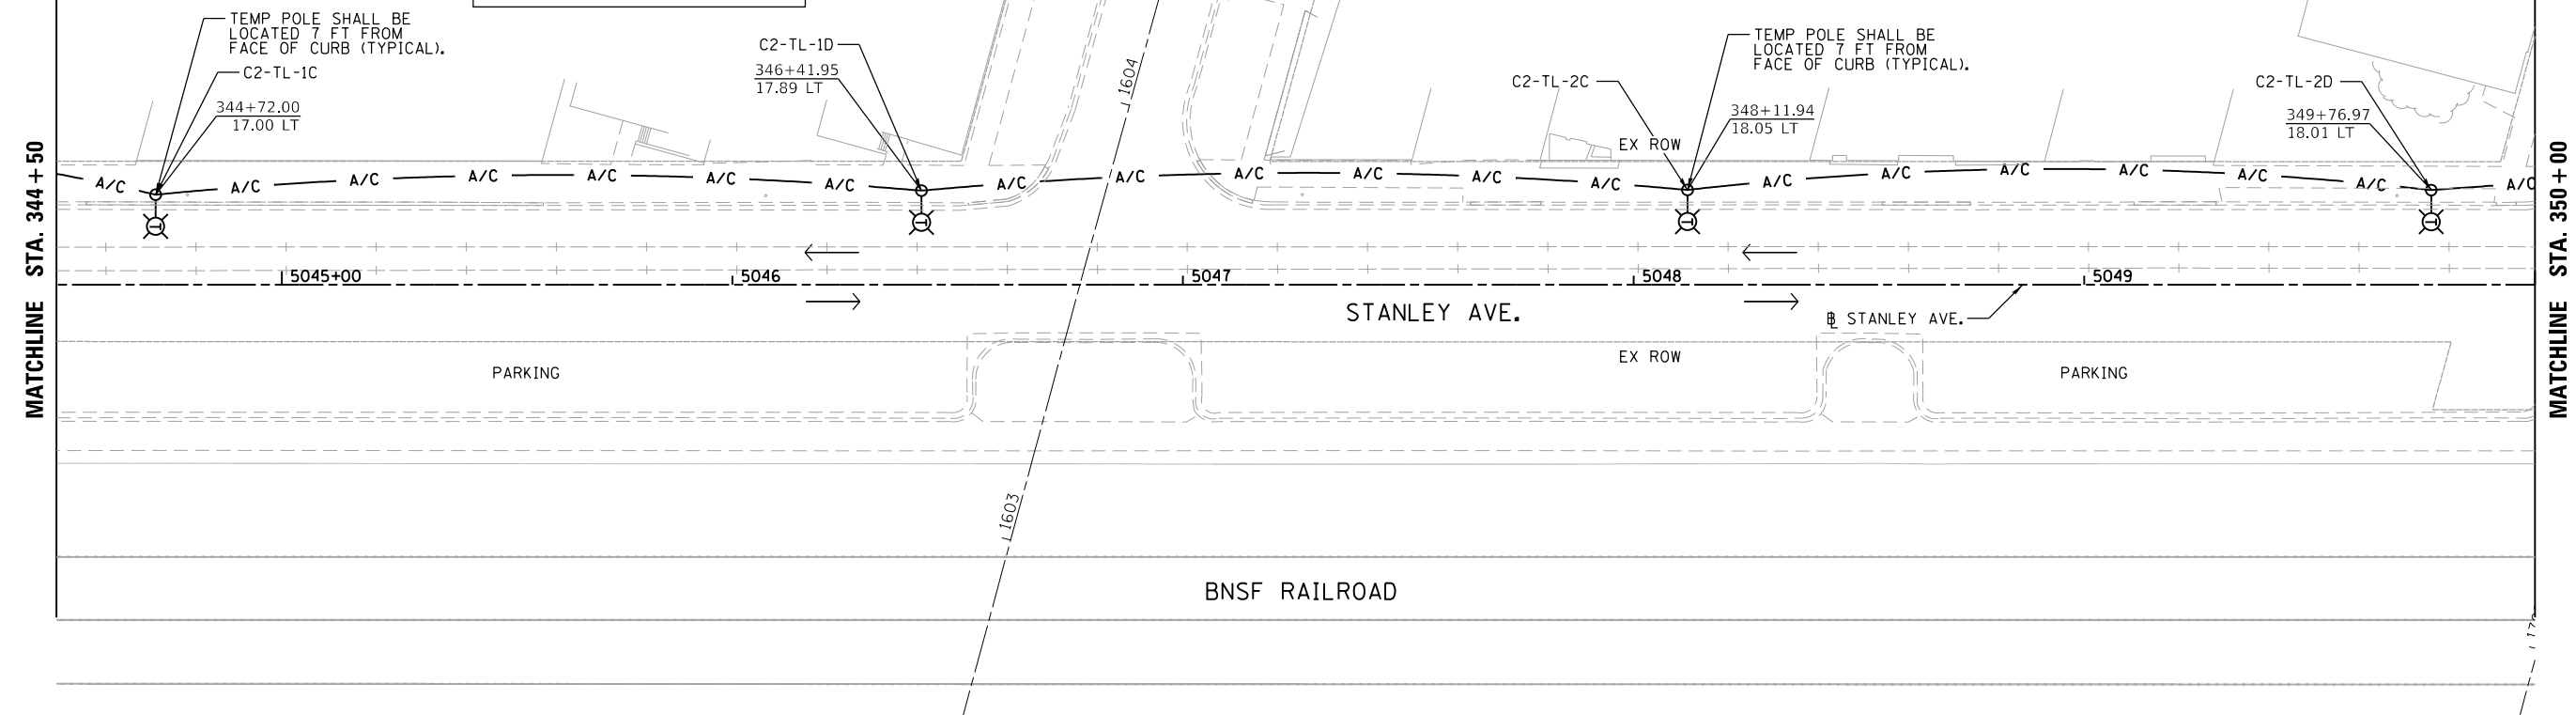 TEMP POLE SHALL BE
LOCATED 7 FT FROM
FACE OF CURB (TYPICAL).
C2-TL-1C
344+72.00
17.00 LT
C2-TL-1D
346+41.95
17.89 LT
L 1604
C2-TL-2C
EX ROW
TEMP POLE SHALL BE
LOCATED 7 FT FROM
FACE OF CURB (TYPICAL).
348+11.94
18.05 LT
C2-TL-2D
349+76.97
18.01 LT
MATCHLINE STA. 344+50
A/C A/C A/C A/C A/C A/C A/C A/C A/C A/C A/C A/C A/C A/C A/C A/C A/C A/C A/C A/C A/C
T T T T
5045+00 5046 5047 5048 5049
STANLEY AVE.
BL STANLEY AVE.
EX ROW
PARKING
PARKING
L 1603
BNSF RAILROAD
MATCHLINE STA. 350+00